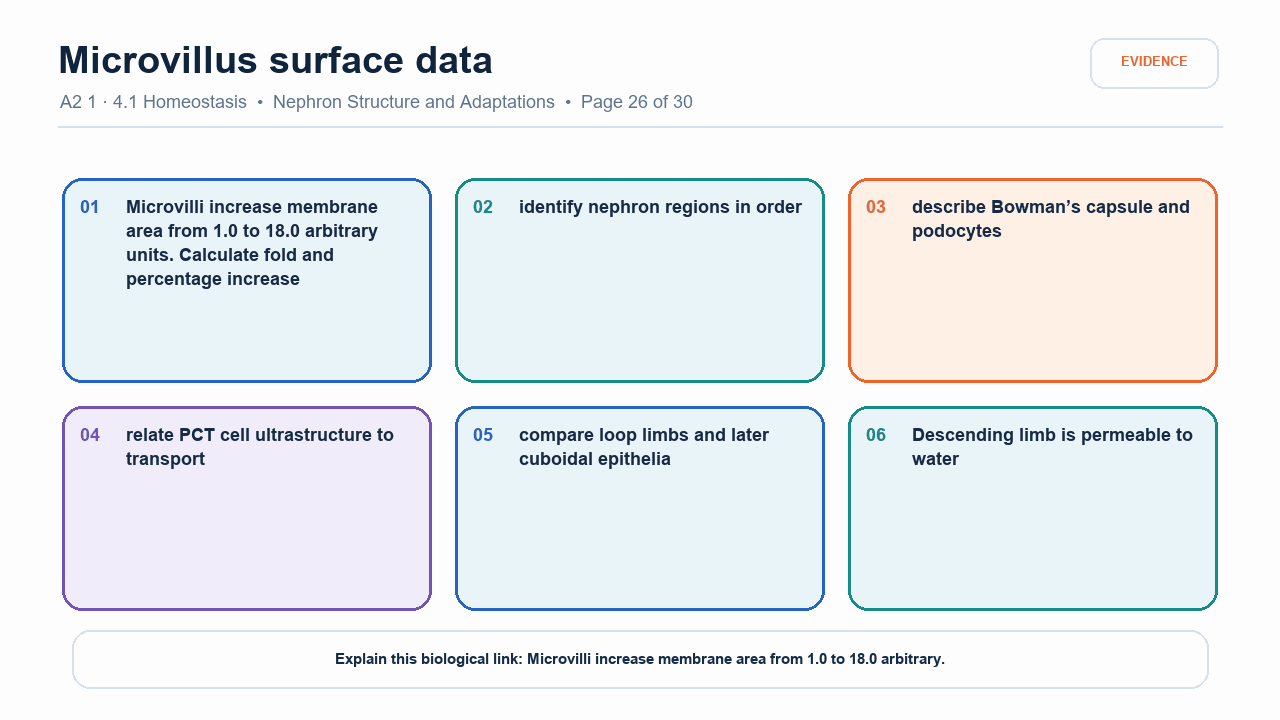 Microvillus surface data
EVIDENCE
A2 1 · 4.1 Homeostasis • Nephron Structure and Adaptations • Page 26 of 30
01
Microvilli increase membrane
area from 1.0 to 18.0 arbitrary
units. Calculate fold and
percentage increase
02
identify nephron regions in order
03
describe Bowman’s capsule and
podocytes
04
relate PCT cell ultrastructure to
transport
05
compare loop limbs and later
cuboidal epithelia
06
Descending limb is permeable to
water
Explain this biological link: Microvilli increase membrane area from 1.0 to 18.0 arbitrary.